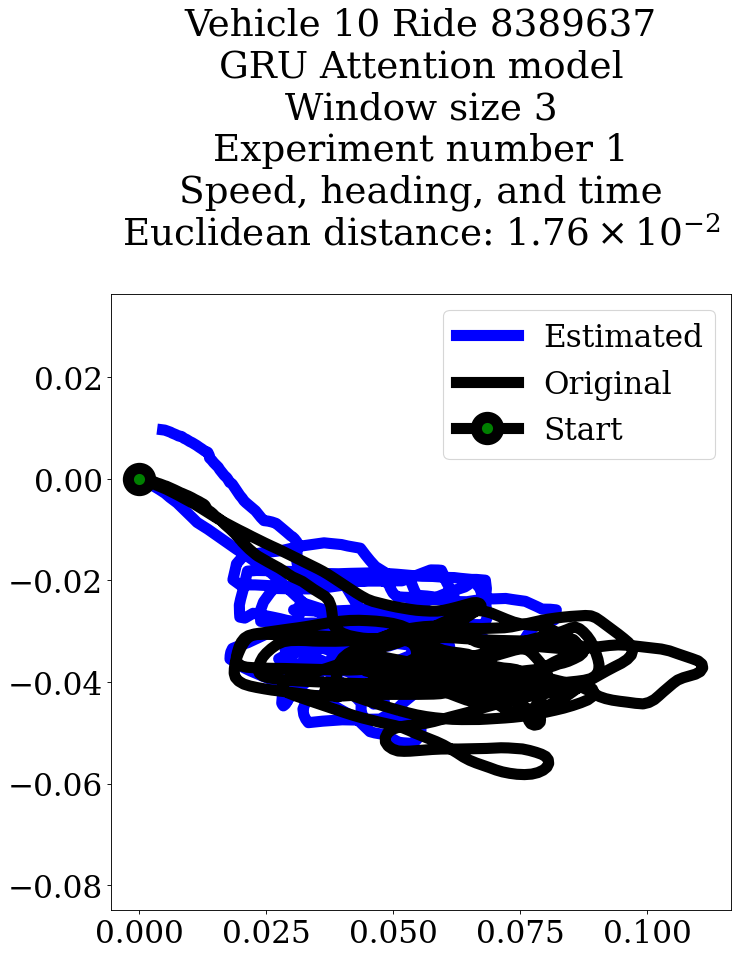 Vehicle 10 Ride 8389637
GRU Attention model
Window size 3
Experiment number 1
Speed, heading, and time
Euclidean distance: 1.76 × 10⁻²
Estimated
Original
Start
0.02
0.00
−0.02
−0.04
−0.06
−0.08
0.000 0.025 0.050 0.075 0.100